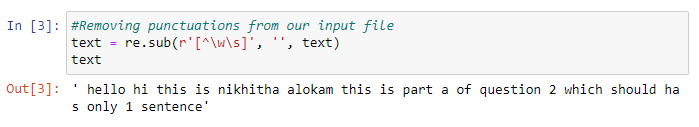 In [3]: #Removing punctuations from our input file
text = re.sub(r'[^\w\s]', '', text)
text
Out[3]: ' hello hi this is nikhitha alokam this is part a of question 2 which should ha
s only 1 sentence'